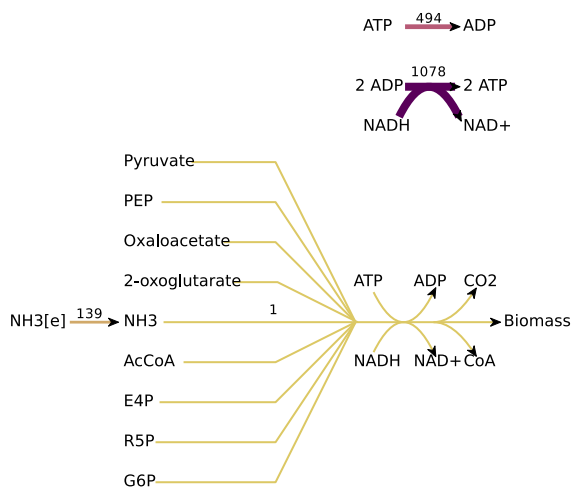 ATP 494 ADP
1078
2 ADP 2 ATP
NADH NAD+
Pyruvate
PEP
Oxaloacetate
2-oxoglutarate ATP ADP CO2
NH3[e] 139 NH3 1 Biomass
AcCoA NADH NAD+ CoA
E4P
R5P
G6P